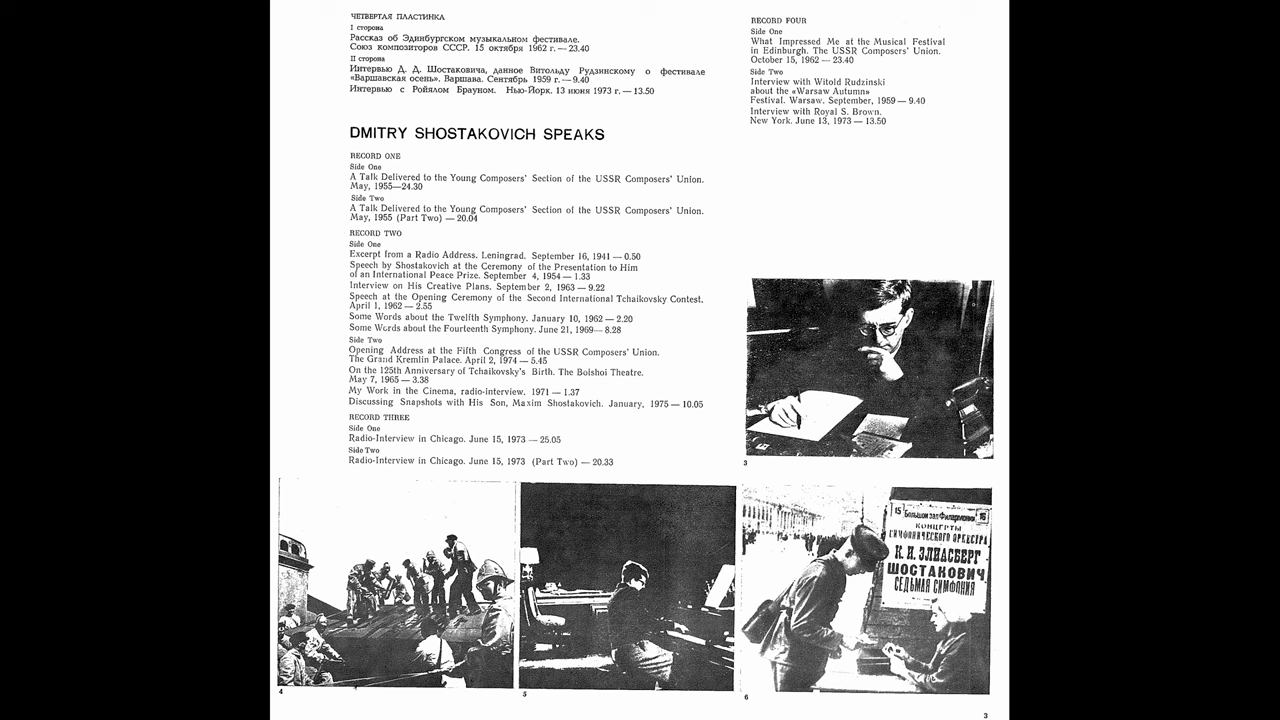 ЧЕТВЕРТАЯ ПЛАСТИНКА
I сторона
Рассказ об Эдинбургском музыкальном фестивале.
Союз композиторов СССР. 15 октября 1962 г. — 23.40
II сторона
Интервью Д. Д. Шостаковича, данное Витольду Рудзинскому о фестивале
«Варшавская осень». Варшава. Сентябрь 1959 г. — 9.40
Интервью с Ройялом Брауном. Нью-Йорк. 13 июня 1973 г. — 13.50
DMITRY SHOSTAKOVICH SPEAKS
RECORD ONE
Side One
A Talk Delivered to the Young Composers' Section of the USSR Composers' Union.
May, 1955—24.30
Side Two
A Talk Delivered to the Young Composers' Section of the USSR Composers' Union.
May, 1955 (Part Two) — 20.04
RECORD TWO
Side One
Excerpt from a Radio Address. Leningrad. September 16, 1941 — 0.50
Speech by Shostakovich at the Ceremony of the Presentation to Him
of an International Peace Prize. September 4, 1954 — 1.33
Interview on His Creative Plans. September 2, 1963 — 9.22
Speech at the Opening Ceremony of the Second International Tchaikovsky Contest.
April 1, 1962 — 2.55
Some Words about the Twelfth Symphony. January 10, 1962 — 2.20
Some Words about the Fourteenth Symphony. June 21, 1969— 8.28
Side Two
Opening Address at the Fifth Congress of the USSR Composers' Union.
The Grand Kremlin Palace. April 2, 1974 — 5.45
On the 125th Anniversary of Tchaikovsky's Birth. The Bolshoi Theatre.
May 7, 1965 — 3.38
My Work in the Cinema, radio-interview. 1971 — 1.37
Discussing Snapshots with His Son, Maxim Shostakovich. January, 1975 — 10.05
RECORD THREE
Side One
Radio-Interview in Chicago. June 15, 1973 — 25.05
Side Two
Radio-Interview in Chicago. June 15, 1973 (Part Two) — 20.33
RECORD FOUR
Side One
What Impressed Me at the Musical Festival
in Edinburgh. The USSR Composers' Union.
October 15, 1962 — 23.40
Side Two
Interview with Witold Rudzinski
about the «Warsaw Autumn»
Festival. Warsaw. September, 1959 — 9.40
Interview with Royal S. Brown.
New York. June 13, 1973 — 13.50
3
4
5
15 Большой зал Филармонии 16
КОНЦЕРТЫ
СИМФОНИЧЕСКОГО ОРКЕСТРА
К. И. ЭЛИАСБЕРГ
ШОСТАКОВИЧ
СЕДЬМАЯ СИМФОНИЯ
6
3